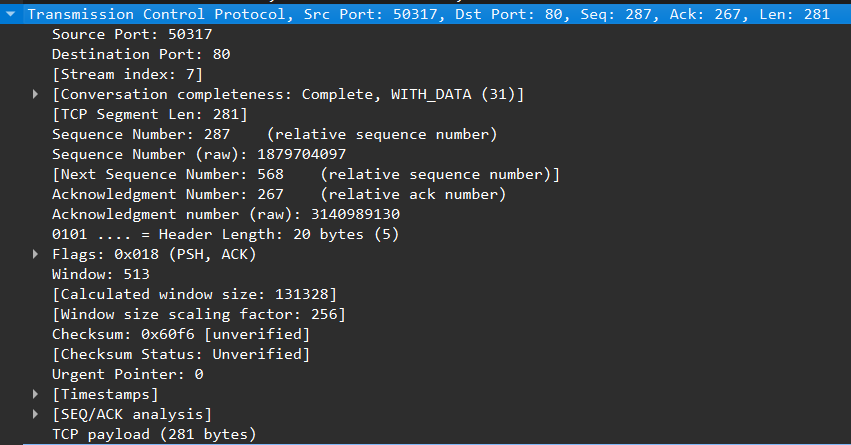 Transmission Control Protocol, Src Port: 50317, Dst Port: 80, Seq: 287, Ack: 267, Len: 281
Source Port: 50317
Destination Port: 80
[Stream index: 7]
[Conversation completeness: Complete, WITH_DATA (31)]
[TCP Segment Len: 281]
Sequence Number: 287    (relative sequence number)
Sequence Number (raw): 1879704097
[Next Sequence Number: 568    (relative sequence number)]
Acknowledgment Number: 267    (relative ack number)
Acknowledgment number (raw): 3140989130
0101 .... = Header Length: 20 bytes (5)
Flags: 0x018 (PSH, ACK)
Window: 513
[Calculated window size: 131328]
[Window size scaling factor: 256]
Checksum: 0x60f6 [unverified]
[Checksum Status: Unverified]
Urgent Pointer: 0
[Timestamps]
[SEQ/ACK analysis]
TCP payload (281 bytes)